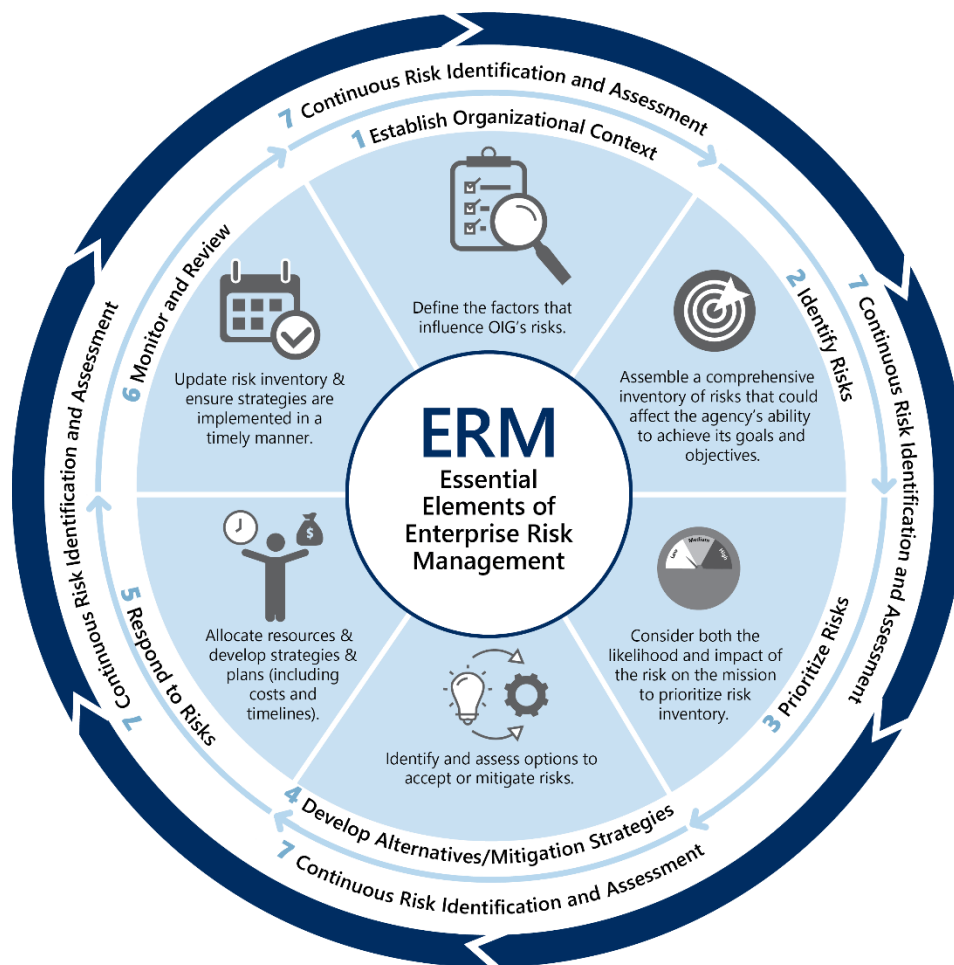 7 Continuous Risk Identification and Assessment
1 Establish Organizational Context
Define the factors that
influence OIG's risks.
ERM
Essential
Elements of
Enterprise Risk
Management
7 Continuous Risk Identification and Assessment
2 Identify Risks
Assemble a comprehensive
inventory of risks that could
affect the agency's ability
to achieve its goals and
objectives.
3 Prioritize Risks
Low
Medium
High
Consider both the
likelihood and impact of
the risk on the mission
to prioritize risk
inventory.
4 Develop Alternatives/Mitigation Strategies
Identify and assess options to
accept or mitigate risks.
7 Continuous Risk Identification and Assessment
5 Respond to Risks
$
Allocate resources &
develop strategies &
plans (including
costs and
timelines).
7 Continuous Risk Identification and Assessment
6 Monitor and Review
Update risk inventory &
ensure strategies are
implemented in a
timely manner.